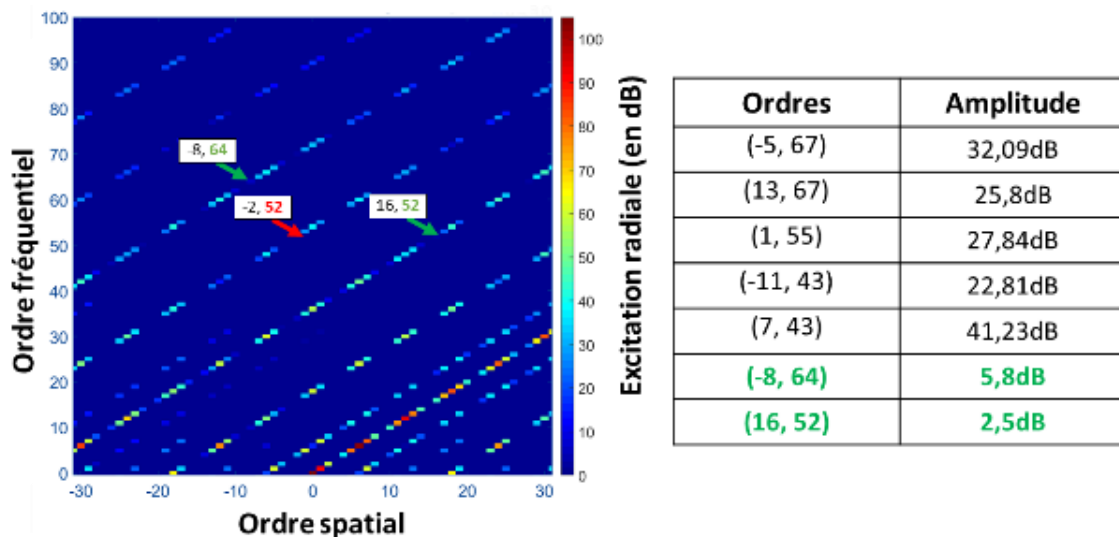 100
90
80
70
60
50
40
30
20
10
0
Ordre fréquentiel
-8, 64
-2, 52
16, 52
-30 -20 -10 0 10 20 30
Ordre spatial
100
90
80
70
60
50
40
30
20
10
0
Excitation radiale (en dB)
Ordres Amplitude
(-5, 67) 32,09dB
(13, 67) 25,8dB
(1, 55) 27,84dB
(-11, 43) 22,81dB
(7, 43) 41,23dB
(-8, 64) 5,8dB
(16, 52) 2,5dB